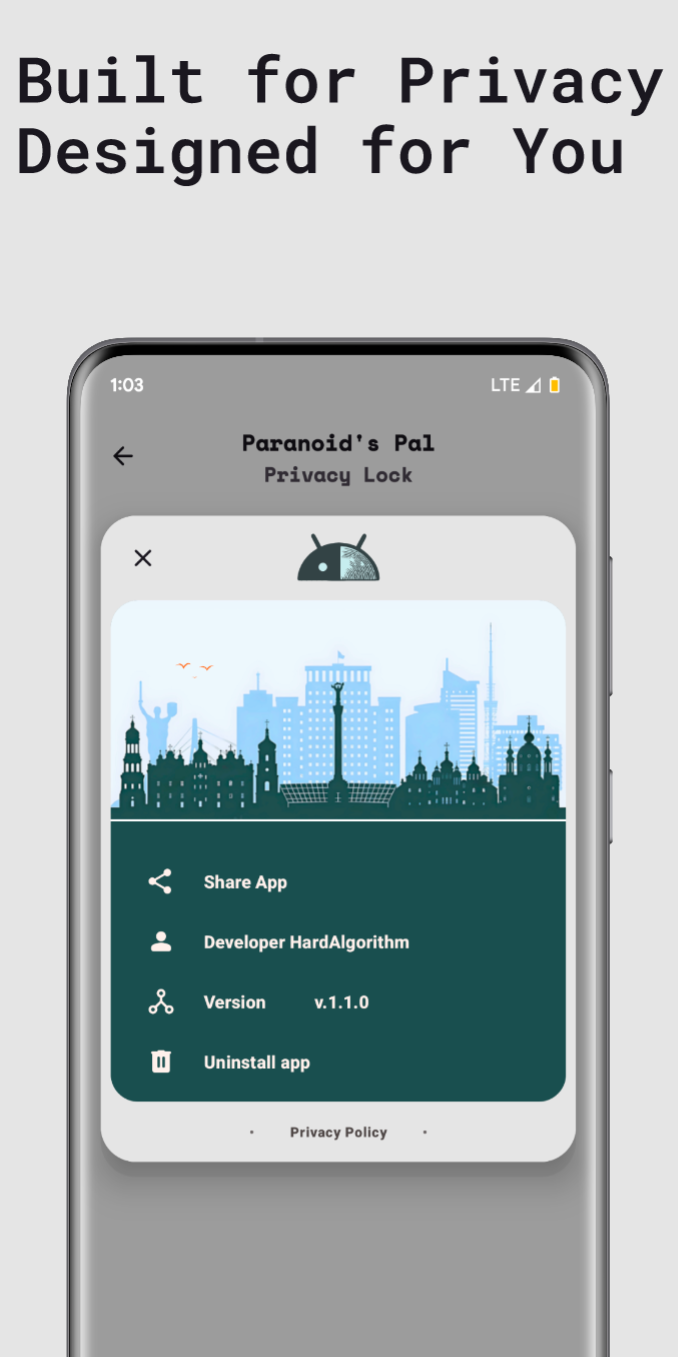 Built for Privacy
Designed for You
1:03
LTE
Paranoid's Pal
Privacy Lock
Share App
Developer HardAlgorithm
Version v.1.1.0
Uninstall app
· Privacy Policy ·